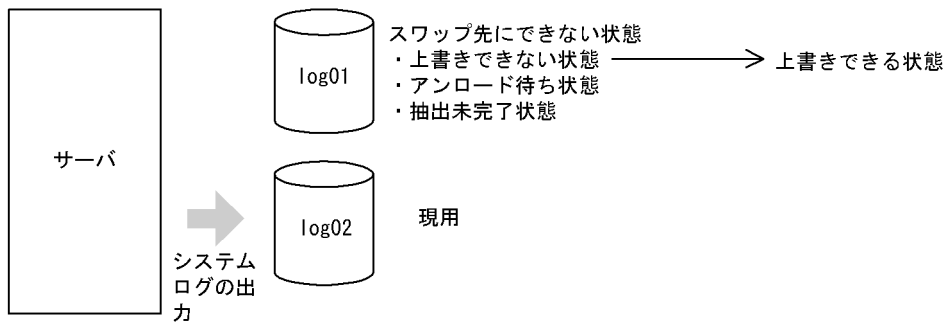 サーバ
log01
スワップ先にできない状態
・上書きできない状態
・アンロード待ち状態
・抽出未完了状態
上書きできる状態
log02
現用
システム
ログの出
力